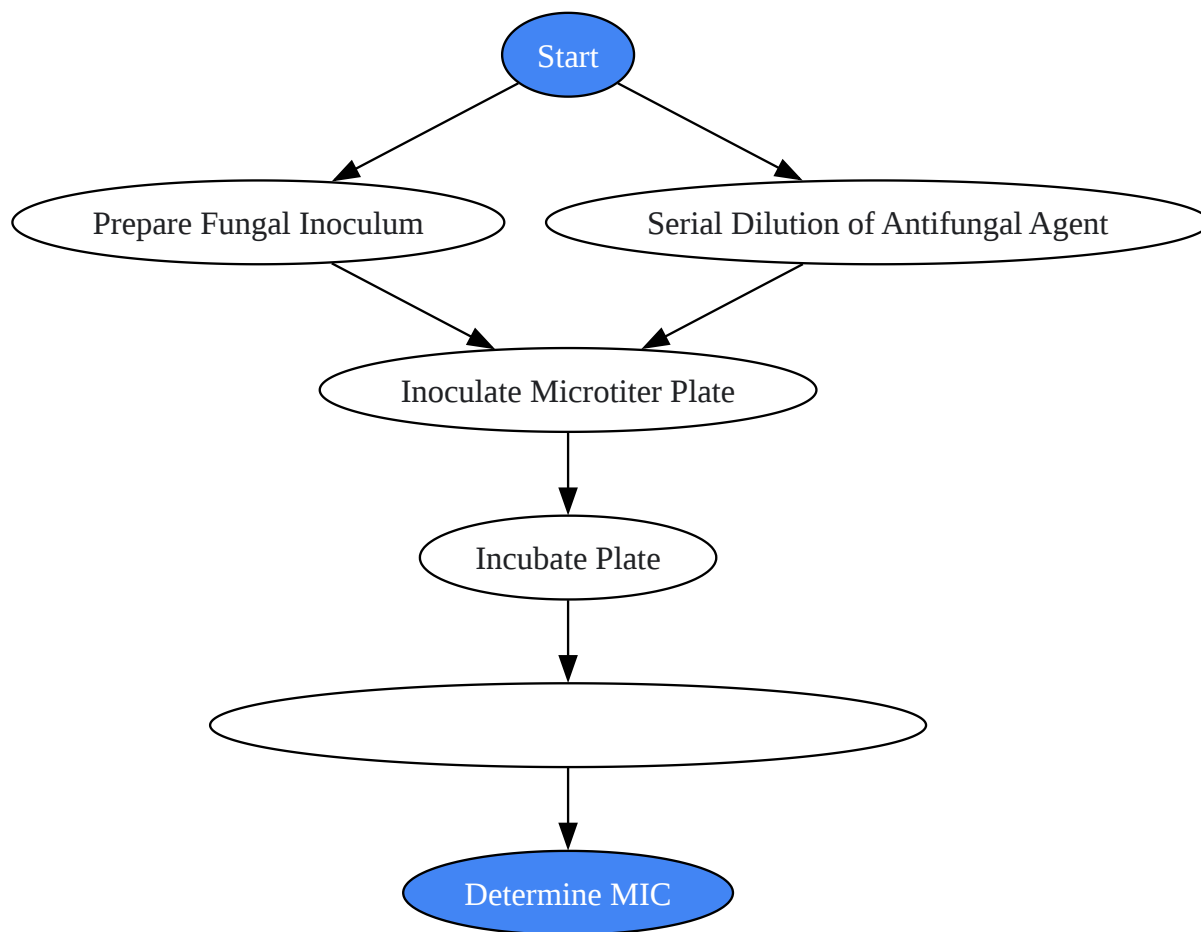 Start
Prepare Fungal Inoculum
Serial Dilution of Antifungal Agent
Inoculate Microtiter Plate
Incubate Plate
Determine MIC